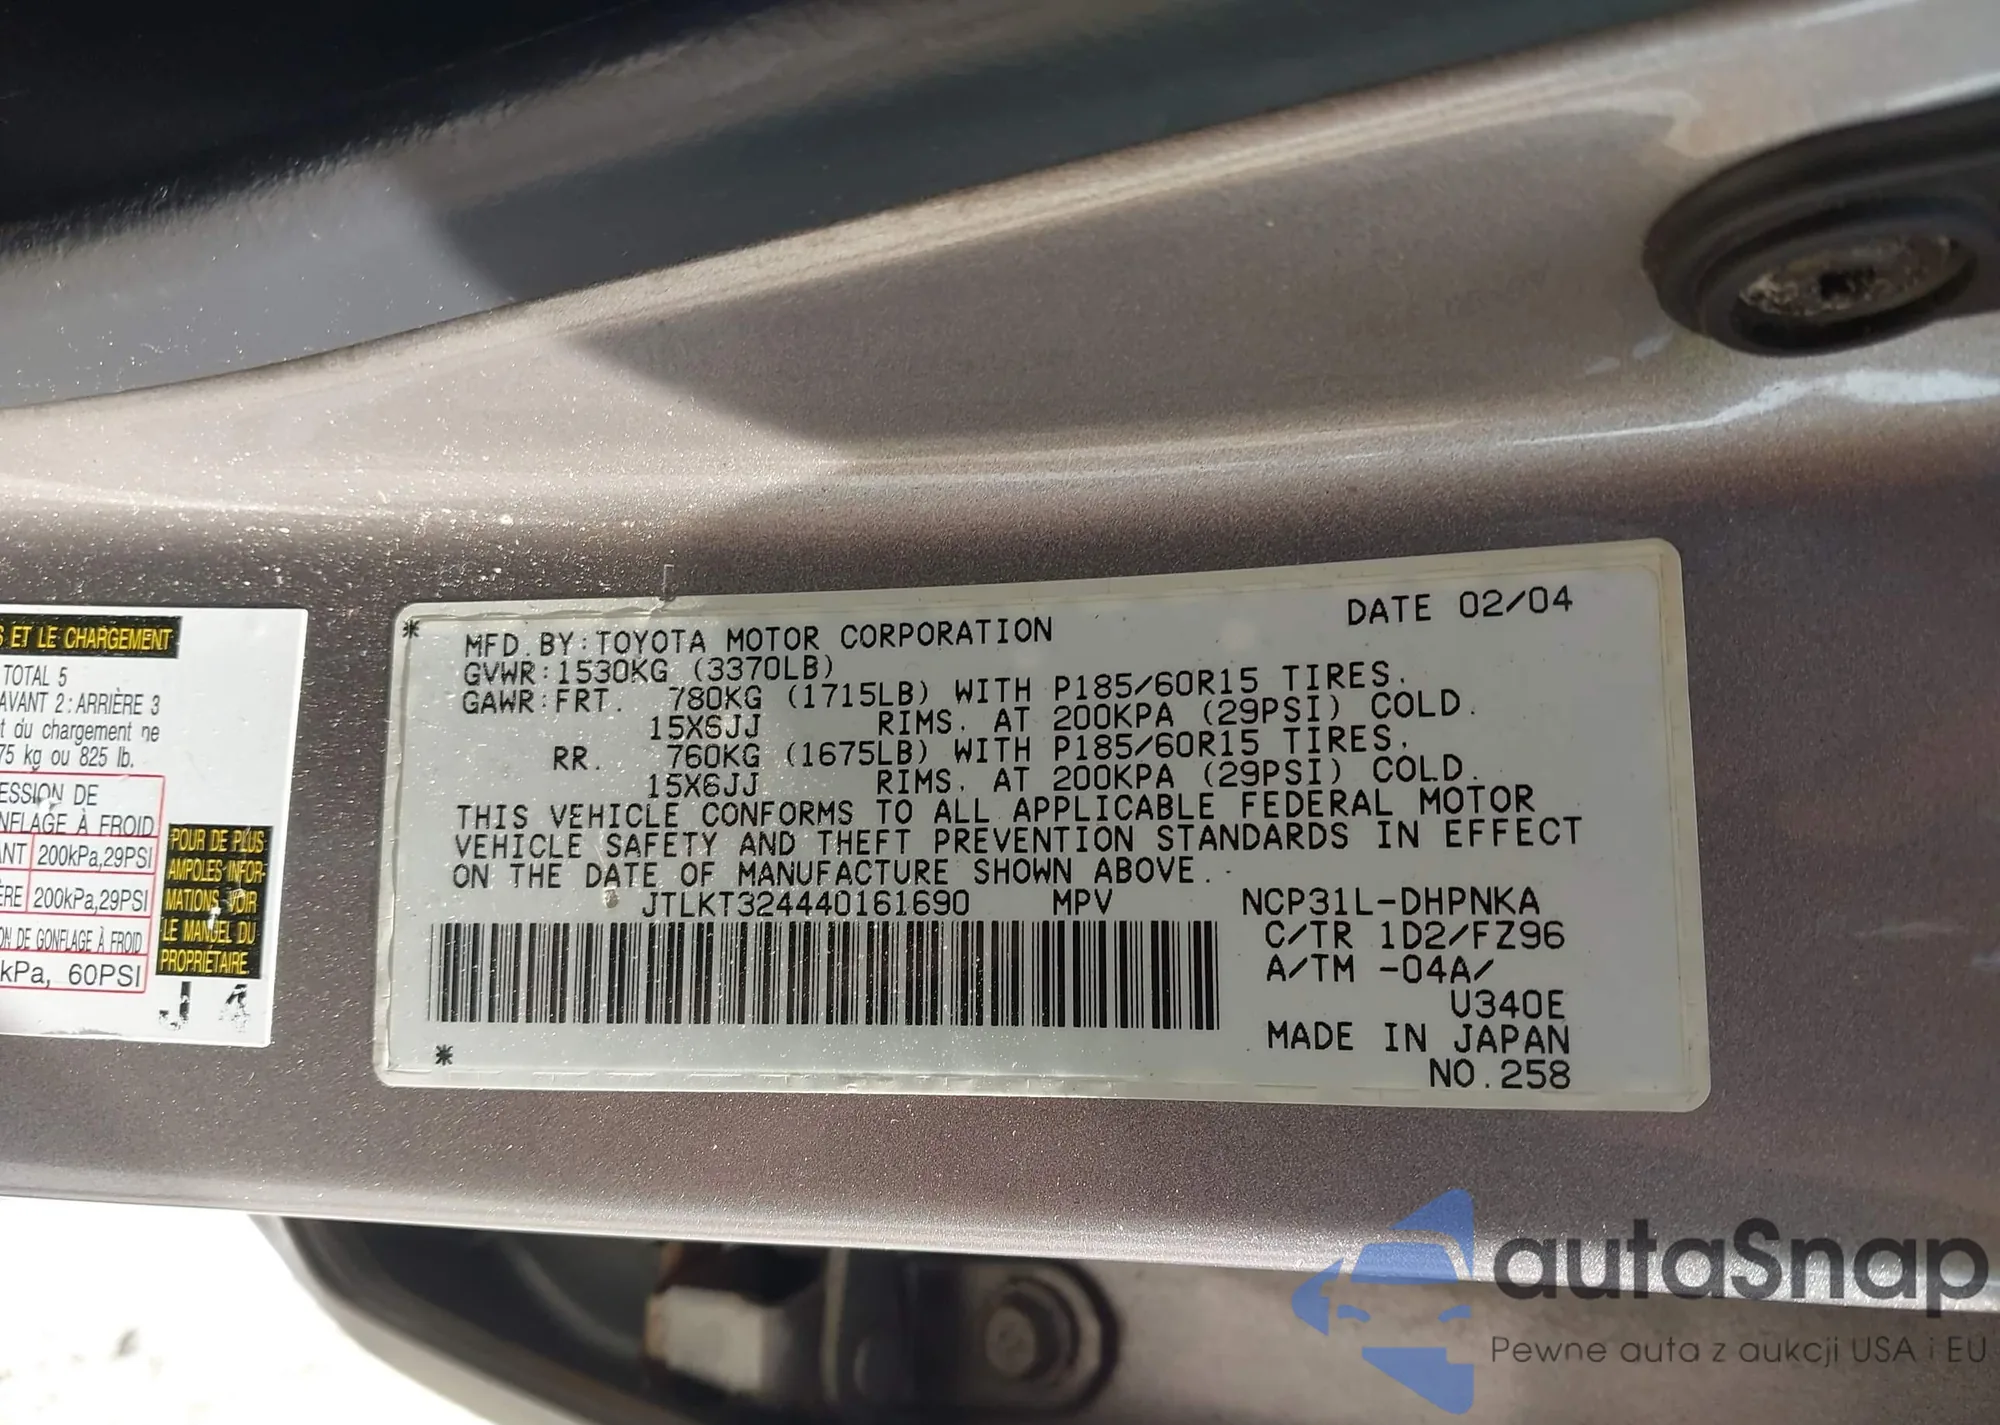 S ET LE CHARGEMENT
TOTAL 5
AVANT 2:ARRIÈRE 3
t du chargement ne
75 kg ou 825 lb.
ESSION DE
NFLAGE À FROID
ANT 200kPa,29PSI
ÈRE 200kPa,29PSI
ON DE GONFLAGE À FROID
kPa, 60PSI
POUR DE PLUS
AMPOLES INFOR-
MATIONS, VOIR
LE MANUEL DU
PROPRIÉTAIRE.
J 4
* MFD.BY:TOYOTA MOTOR CORPORATION DATE 02/04
GVWR:1530KG (3370LB)
GAWR:FRT. 780KG (1715LB) WITH P185/60R15 TIRES.
15X6JJ RIMS. AT 200KPA (29PSI) COLD.
RR. 760KG (1675LB) WITH P185/60R15 TIRES.
15X6JJ RIMS. AT 200KPA (29PSI) COLD.
THIS VEHICLE CONFORMS TO ALL APPLICABLE FEDERAL MOTOR
VEHICLE SAFETY AND THEFT PREVENTION STANDARDS IN EFFECT
ON THE DATE OF MANUFACTURE SHOWN ABOVE.
JTLKT324440161690 MPV NCP31L-DHPNKA
C/TR 1D2/FZ96
A/TM -04A/
U340E
MADE IN JAPAN
* NO.258
autaSnap
Pewne auta z aukcji USA i EU